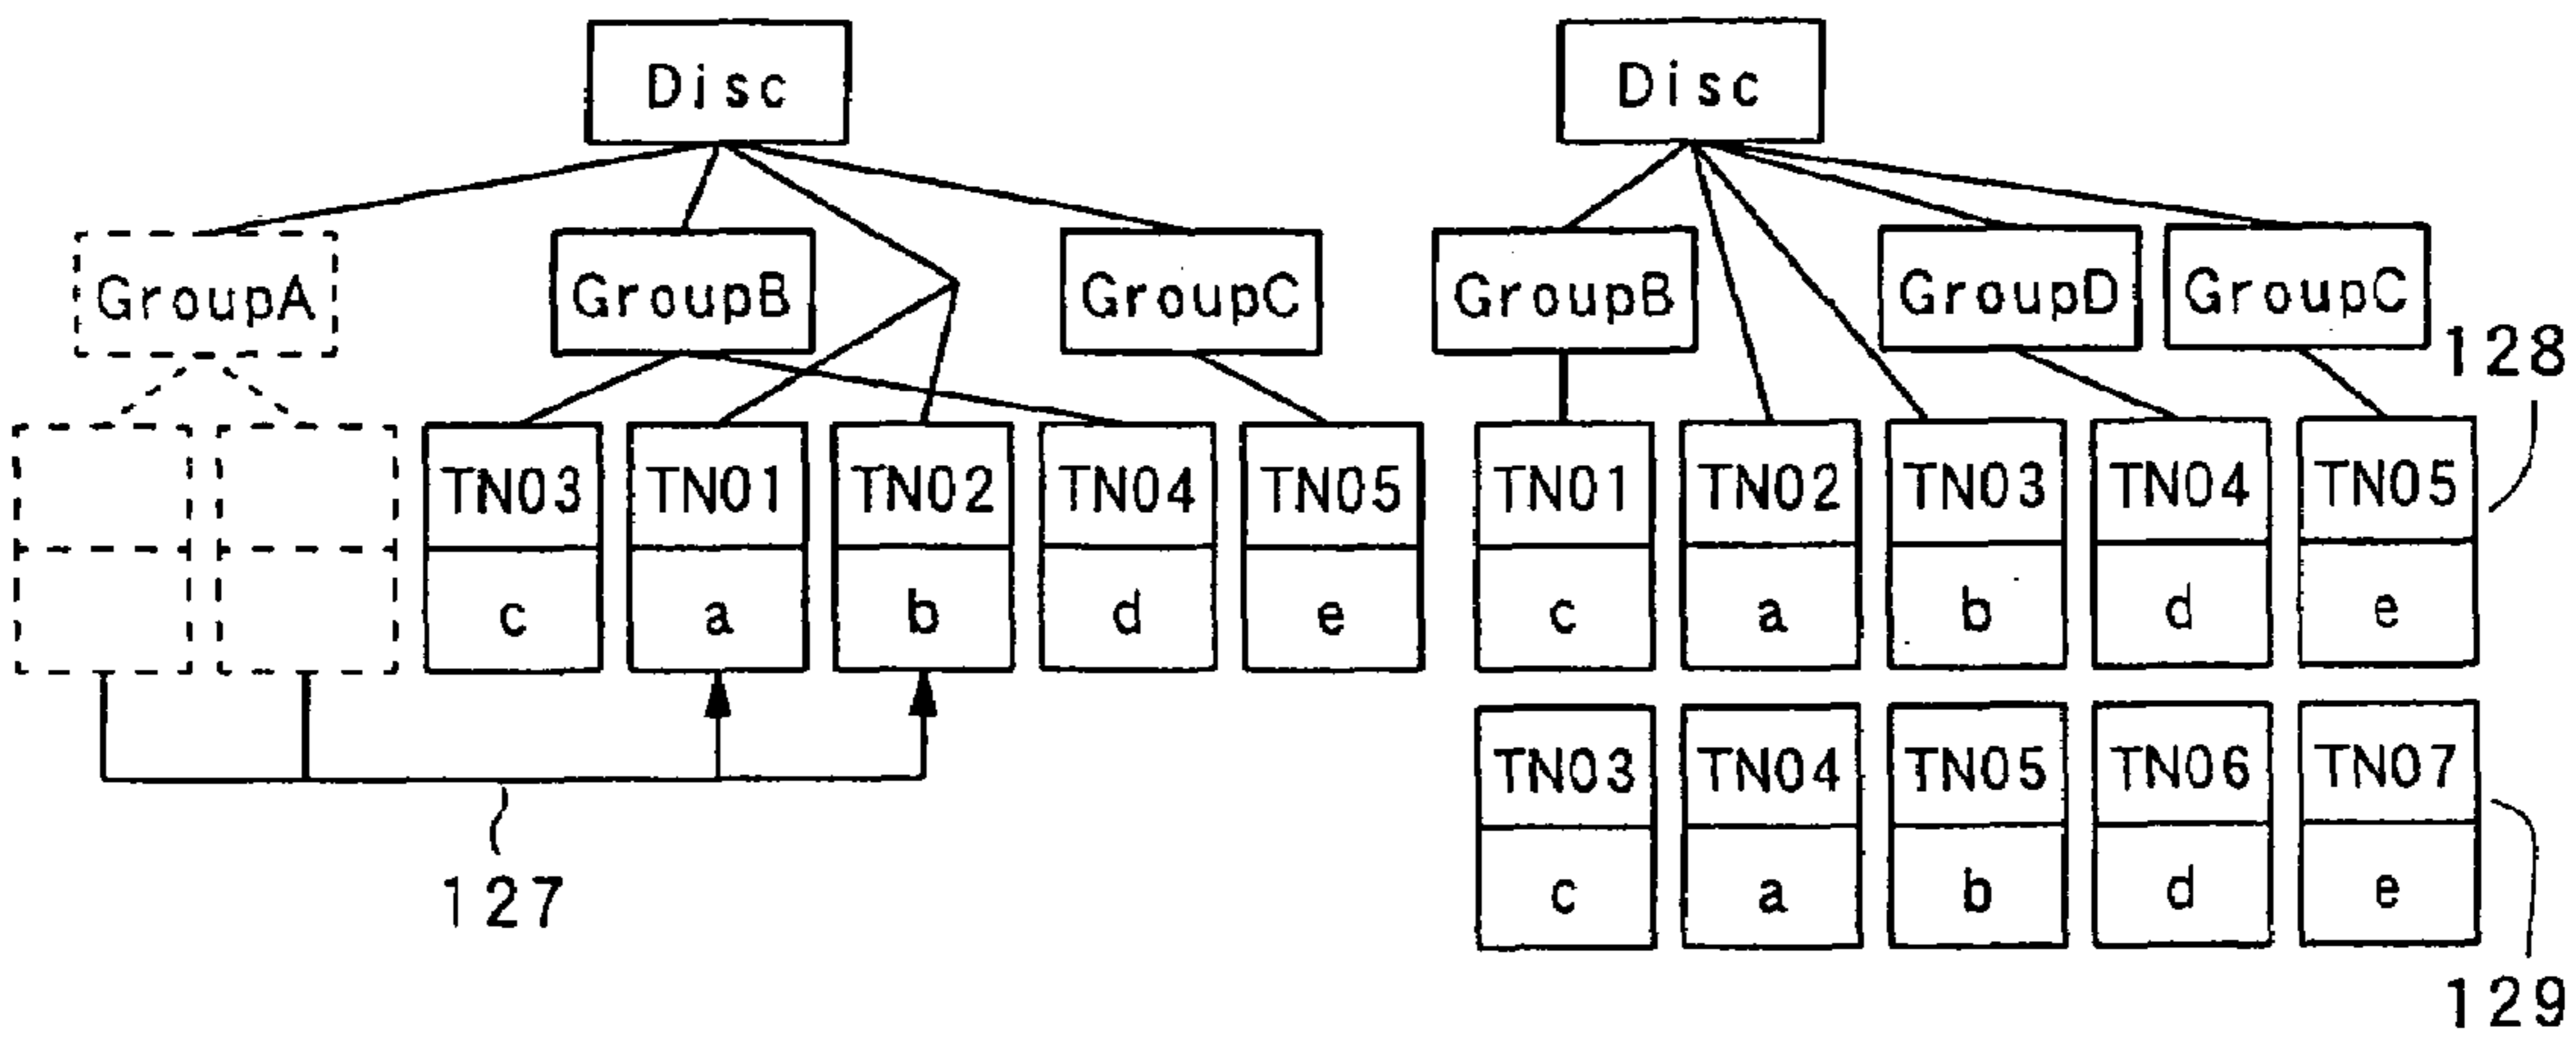 Disc Disc
GroupA GroupB GroupC GroupB GroupD GroupC
128
TN03 TN01 TN02 TN04 TN05 TN01 TN02 TN03 TN04 TN05
c a b d e c a b d e
TN03 TN04 TN05 TN06 TN07
127
c a b d e
129